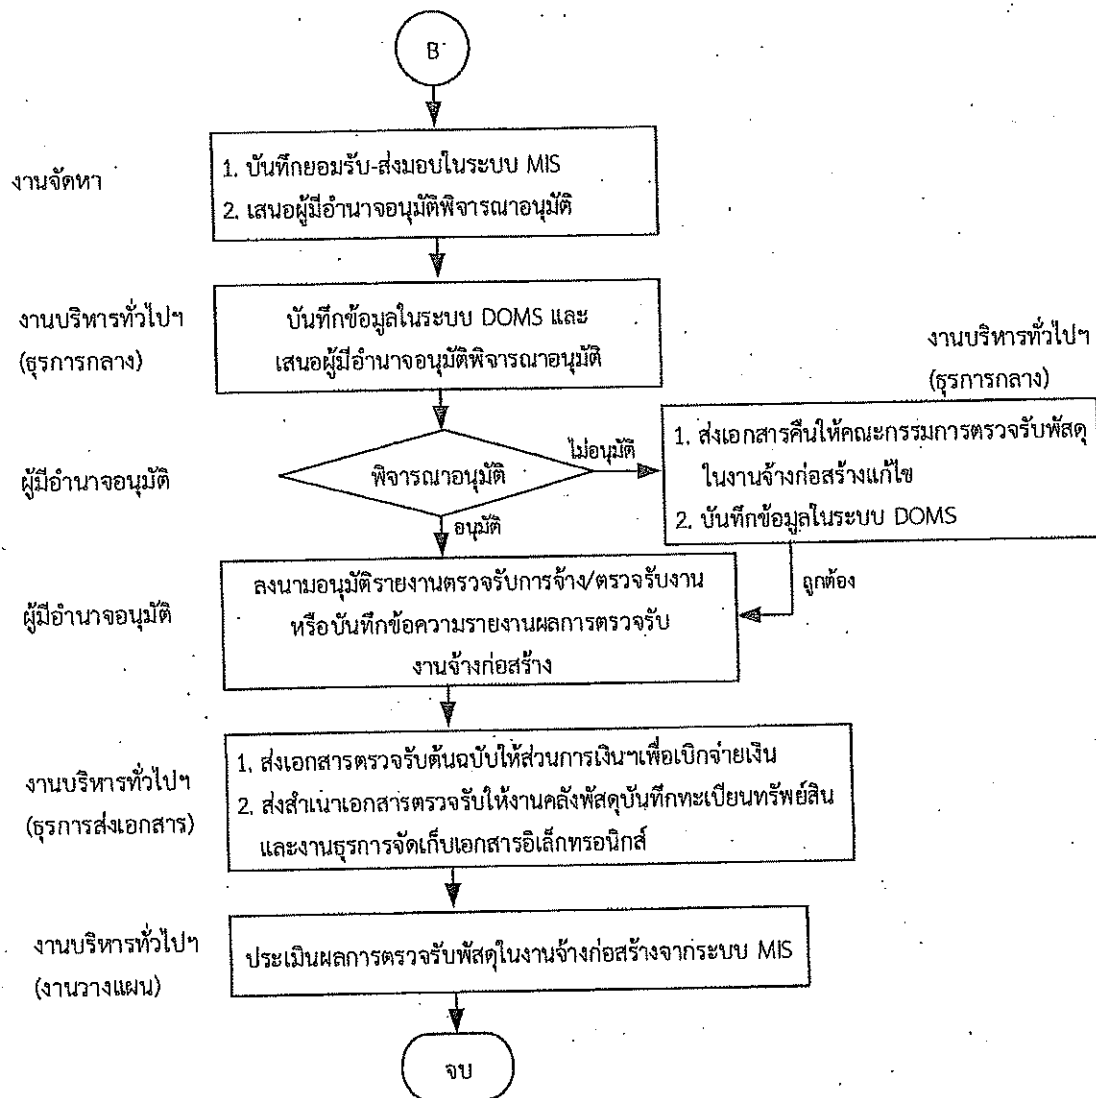 B
งานจัดหา
1. บันทึกยอมรับ-ส่งมอบในระบบ MIS
2. เสนอผู้มีอำนาจอนุมัติพิจารณาอนุมัติ
งานบริหารทั่วไปฯ
(ธุรการกลาง)
บันทึกข้อมูลในระบบ DOMS และ
เสนอผู้มีอำนาจอนุมัติพิจารณาอนุมัติ
งานบริหารทั่วไปฯ
(ธุรการกลาง)
ผู้มีอำนาจอนุมัติ
พิจารณาอนุมัติ
ไม่อนุมัติ
1. ส่งเอกสารคืนให้คณะกรรมการตรวจรับพัสดุ
ในงานจ้างก่อสร้างแก้ไข
2. บันทึกข้อมูลในระบบ DOMS
อนุมัติ
ถูกต้อง
ผู้มีอำนาจอนุมัติ
ลงนามอนุมัติรายงานตรวจรับการจ้าง/ตรวจรับงาน
หรือบันทึกข้อความรายงานผลการตรวจรับ
งานจ้างก่อสร้าง
งานบริหารทั่วไปฯ
(ธุรการส่งเอกสาร)
1. ส่งเอกสารตรวจรับต้นฉบับให้ส่วนการเงินฯเพื่อเบิกจ่ายเงิน
2. ส่งสำเนาเอกสารตรวจรับให้งานคลังพัสดุบันทึกทะเบียนทรัพย์สิน
และงานธุรการจัดเก็บเอกสารอิเล็กทรอนิกส์
งานบริหารทั่วไปฯ
(งานวางแผน)
ประเมินผลการตรวจรับพัสดุในงานจ้างก่อสร้างจากระบบ MIS
จบ